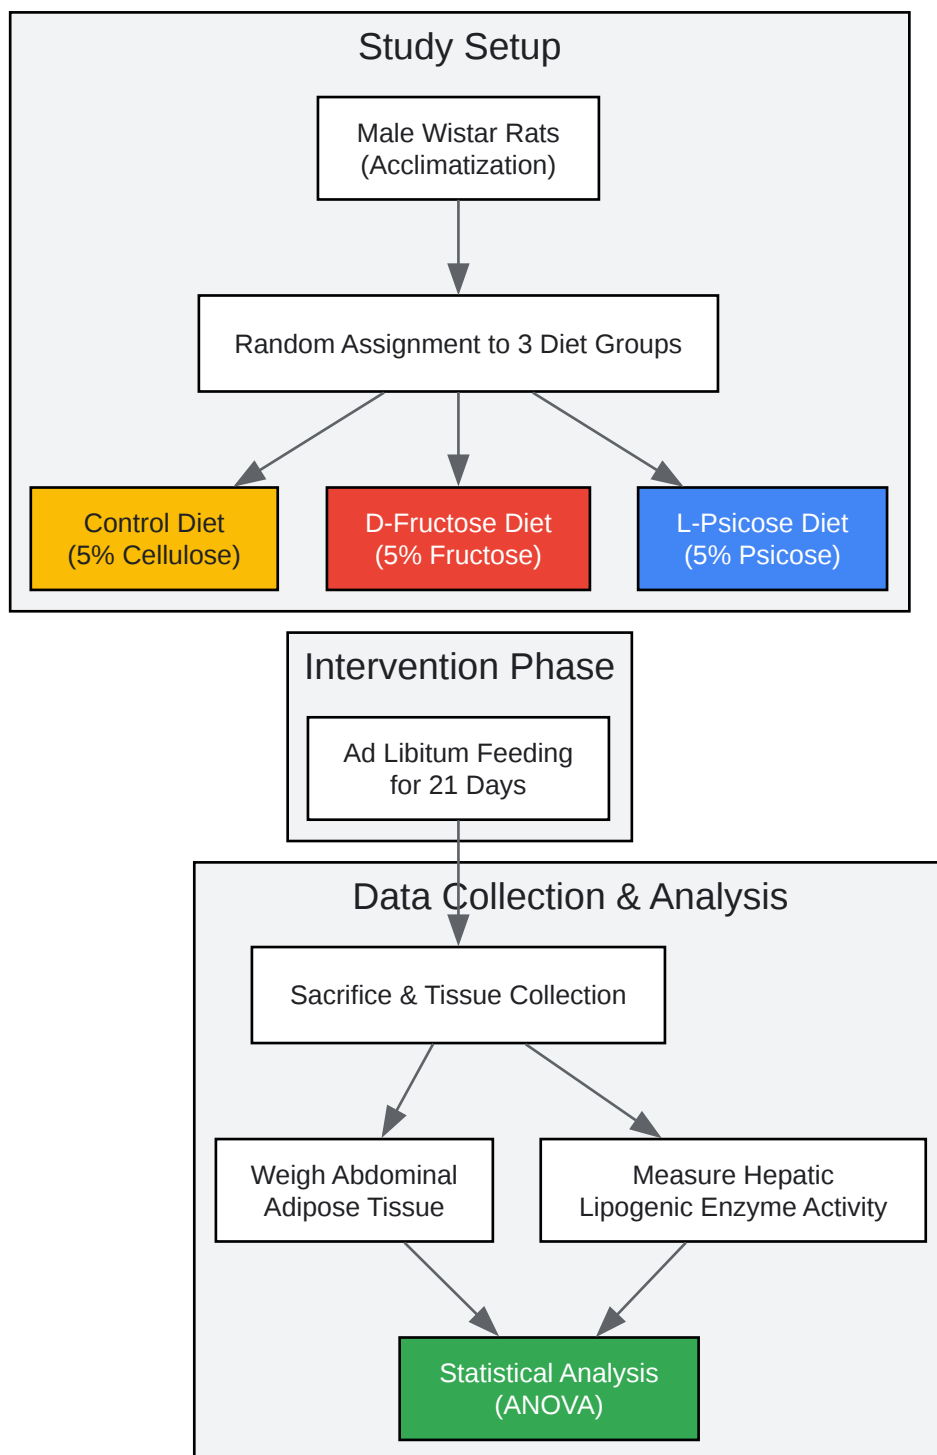 Study Setup
Male Wistar Rats
(Acclimatization)
Random Assignment to 3 Diet Groups
Control Diet
(5% Cellulose)
D-Fructose Diet
(5% Fructose)
L-Psicose Diet
(5% Psicose)
Intervention Phase
Ad Libitum Feeding
for 21 Days
Data Collection & Analysis
Sacrifice & Tissue Collection
Weigh Abdominal
Adipose Tissue
Measure Hepatic
Lipogenic Enzyme Activity
Statistical Analysis
(ANOVA)